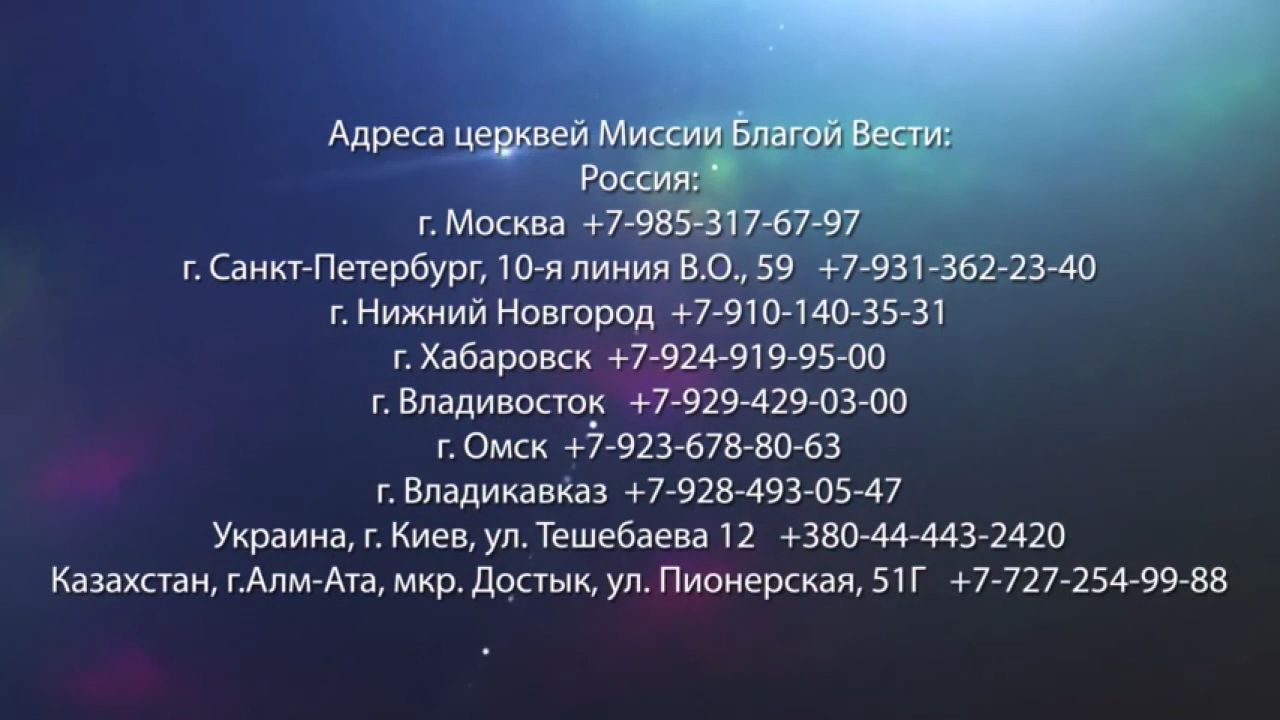 Адреса церквей Миссии Благой Вести:
Россия:
г. Москва +7-985-317-67-97
г. Санкт-Петербург, 10-я линия В.О., 59 +7-931-362-23-40
г. Нижний Новгород +7-910-140-35-31
г. Хабаровск +7-924-919-95-00
г. Владивосток +7-929-429-03-00
г. Омск +7-923-678-80-63
г. Владикавказ +7-928-493-05-47
Украина, г. Киев, ул. Тешебаева 12 +380-44-443-2420
Казахстан, г.Алм-Ата, мкр. Достык, ул. Пионерская, 51Г +7-727-254-99-88